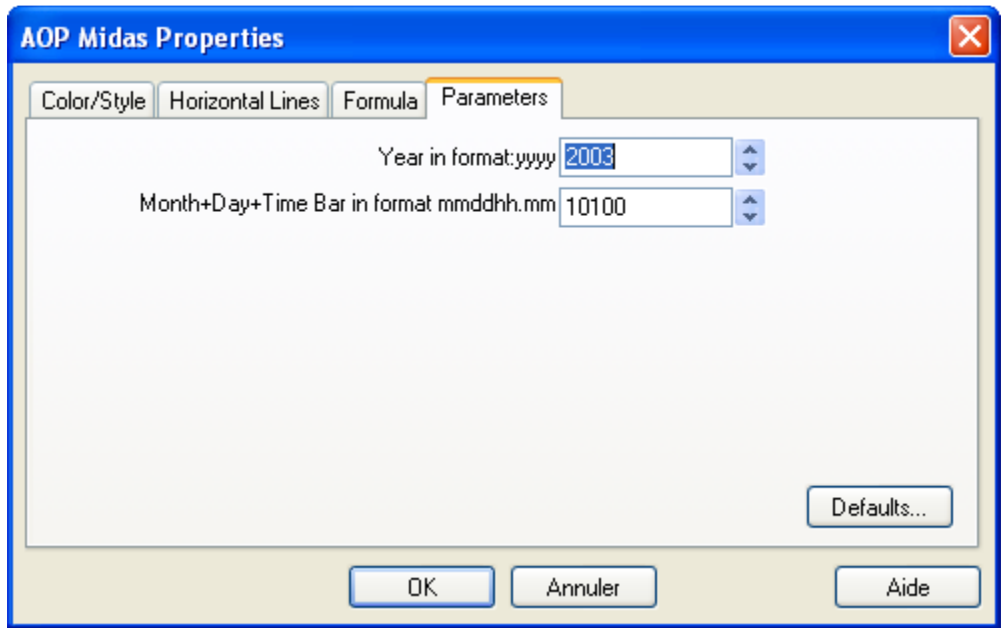 AOP Midas Properties
Color/Style Horizontal Lines Formula Parameters
Year in format:yyyy 2003
Month+Day+Time Bar in format mmddhh.mm 10100
Defaults...
OK Annuler Aide